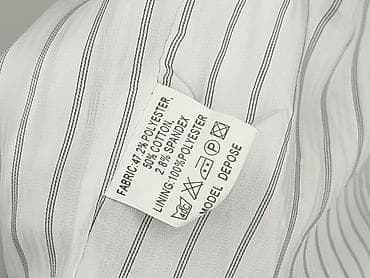 FABRIC:47.2% POLYESTER,
50% COTTON,
2.8% SPANDEX
LINING:100%POLYESTER
MODEL DEPOSE